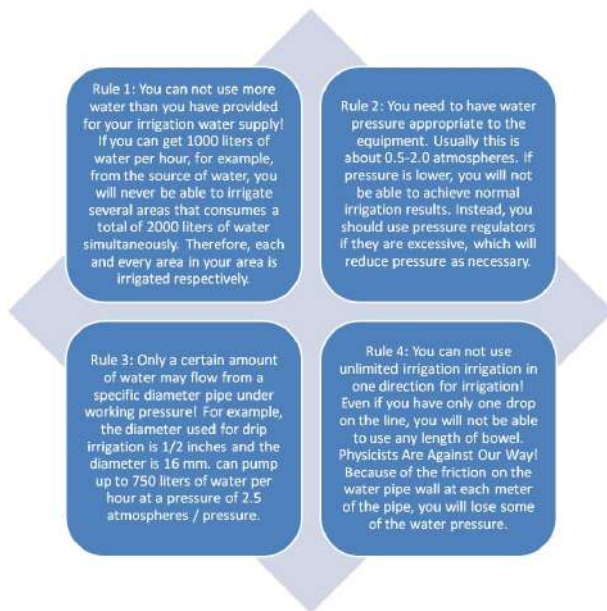 Rule 1: You can not use more
water than you have provided
for your irrigation water supply!
If you can get 1000 liters of
water per hour, for example,
from the source of water, you
will never be able to irrigate
several areas that consumes a
total of 2000 liters of water
simultaneously. Therefore, each
and every area in your area is
irrigated respectively.
Rule 2: You need to have water
pressure appropriate to the
equipment. Usually this is
about 0.5-2.0 atmospheres. If
pressure is lower, you will not
be able to achieve normal
irrigation results. Instead, you
should use pressure regulators
if they are excessive, which will
reduce pressure as necessary.
Rule 3: Only a certain amount
of water may flow from a
specific diameter pipe under
working pressure! For example,
the diameter used for drip
irrigation is 1/2 inches and the
diameter is 16 mm. can pump
up to 750 liters of water per
hour at a pressure of 2.5
atmospheres / pressure.
Rule 4: You can not use
unlimited irrigation irrigation in
one direction for irrigation!
Even if you have only one drop
on the line, you will not be able
to use any length of bowel.
Physicists Are Against Our Way!
Because of the friction on the
water pipe wall at each meter
of the pipe, you will lose some
of the water pressure.